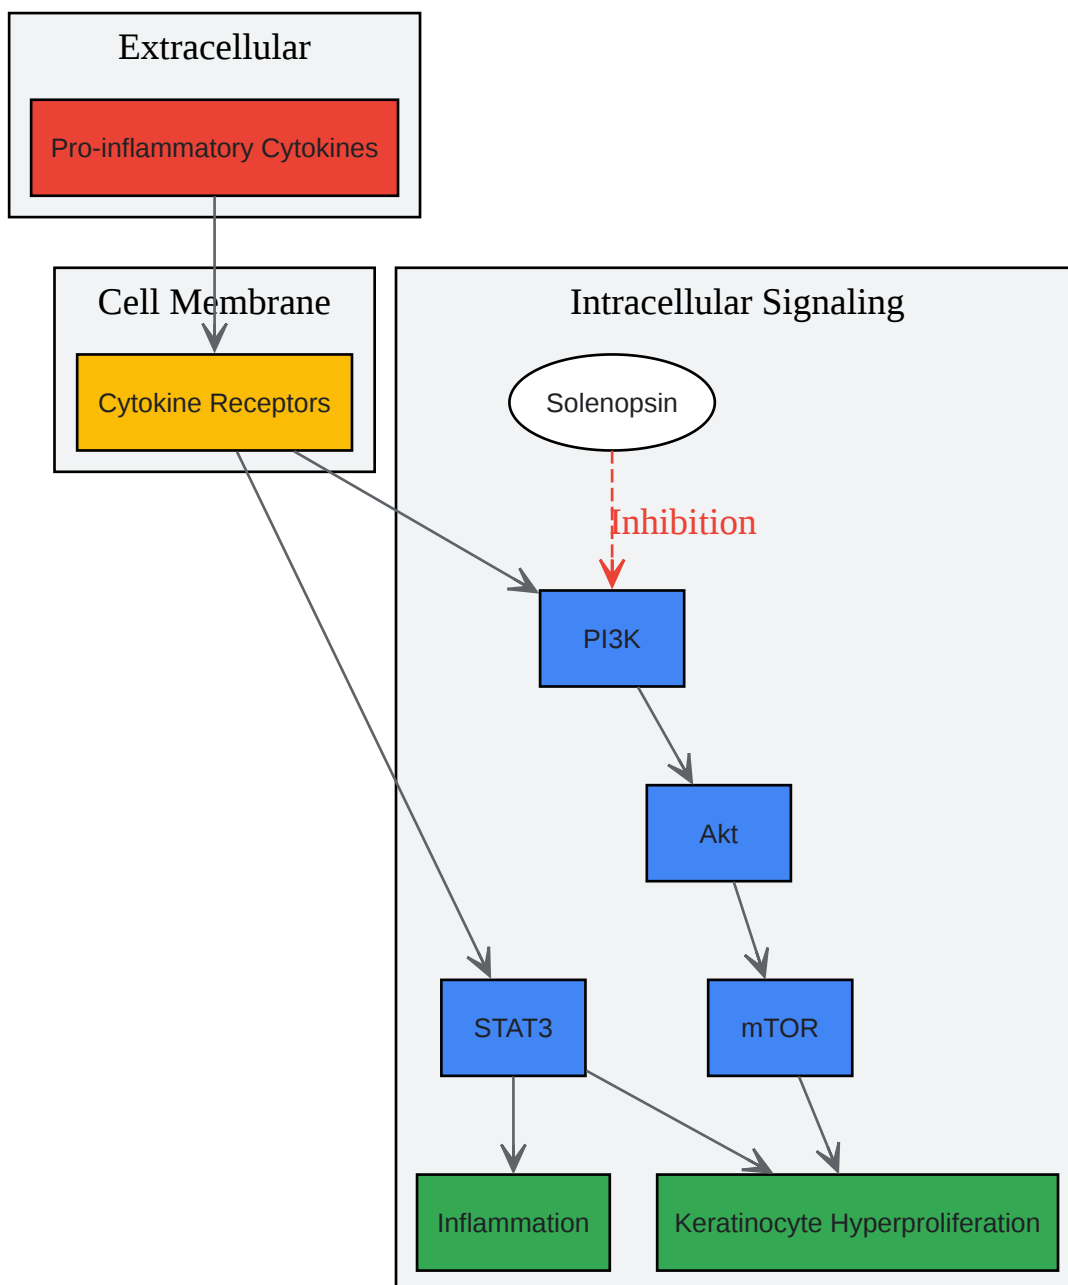 Extracellular
Pro-inflammatory Cytokines
Cell Membrane
Cytokine Receptors
Intracellular Signaling
Solenopsin
Inhibition
PI3K
Akt
STAT3
mTOR
Inflammation
Keratinocyte Hyperproliferation